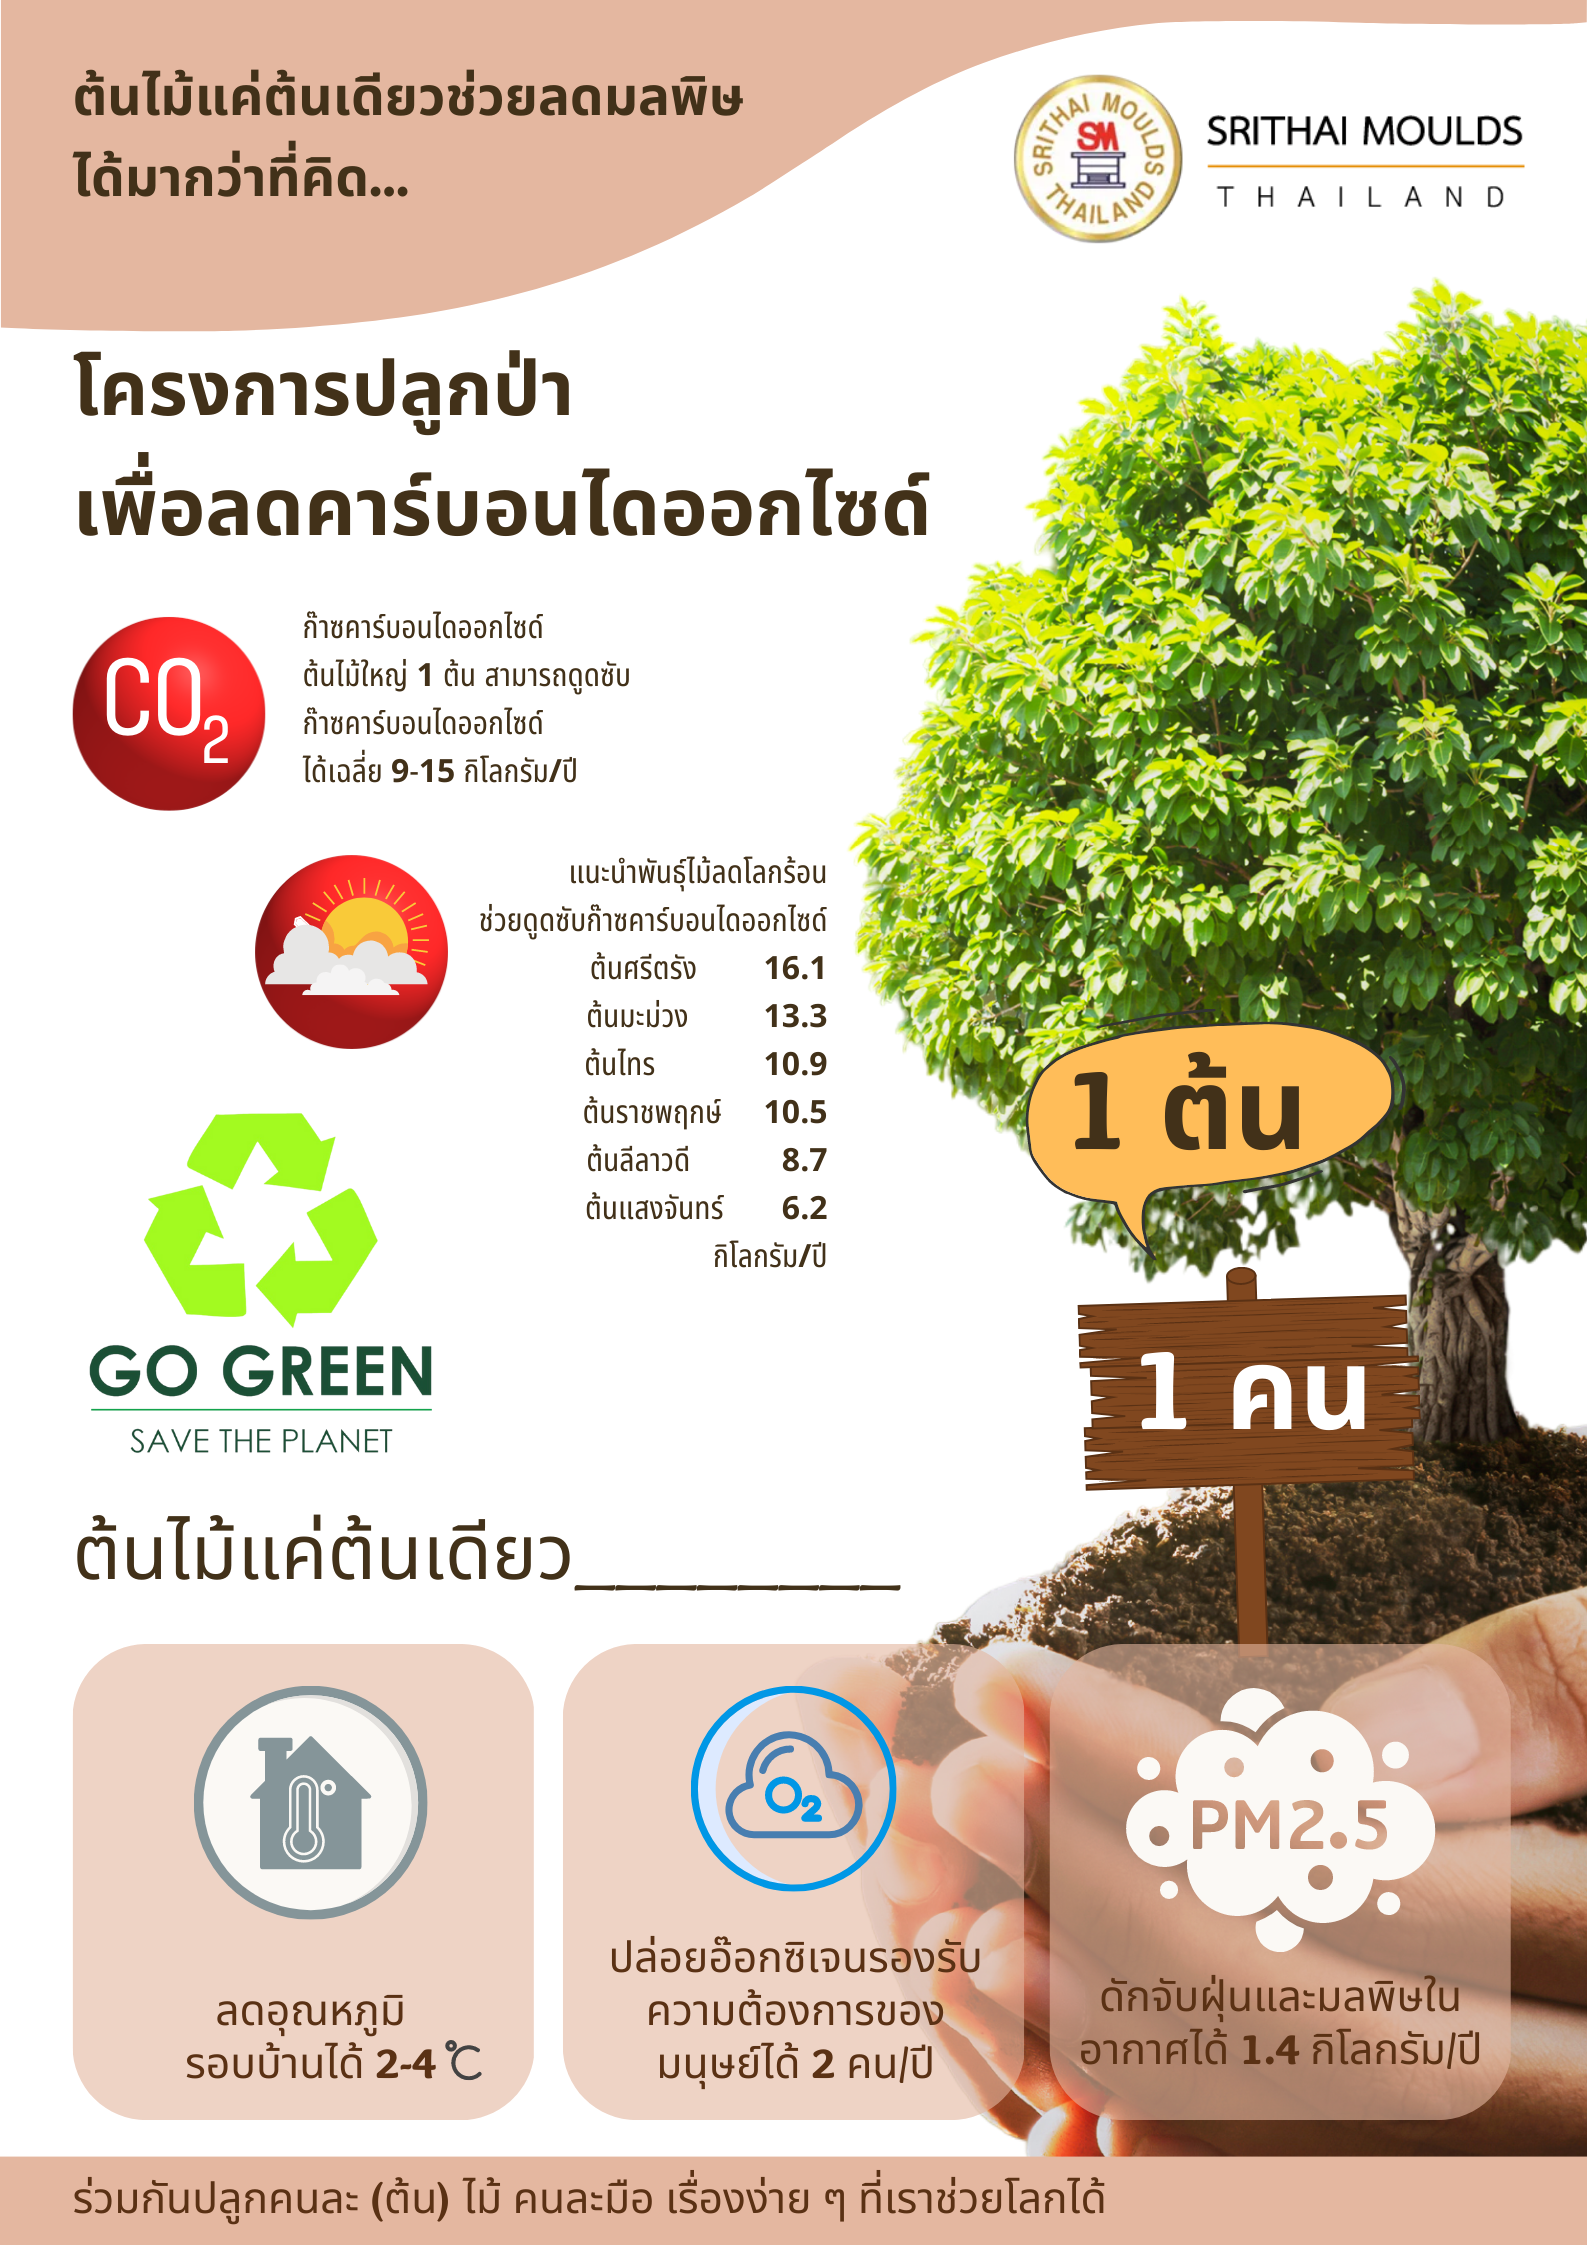 ต้นไม้แค่ต้นเดียวช่วยลดมลพิษ
ได้มากว่าที่คิด...
SRITHAI MOULDS
THAILAND
SM
SRITHAI MOULDS
THAILAND
โครงการปลูกป่า
เพื่อลดคาร์บอนไดออกไซด์
CO2
ก๊าซคาร์บอนไดออกไซด์
ต้นไม้ใหญ่ 1 ต้น สามารถดูดซับ
ก๊าซคาร์บอนไดออกไซด์
ได้เฉลี่ย 9-15 กิโลกรัม/ปี
แนะนำพันธุ์ไม้ลดโลกร้อน
ช่วยดูดซับก๊าซคาร์บอนไดออกไซด์
ต้นศรีตรัง 16.1
ต้นมะม่วง 13.3
ต้นไทร 10.9
ต้นราชพฤกษ์ 10.5
ต้นลีลาวดี 8.7
ต้นแสงจันทร์ 6.2
กิโลกรัม/ปี
1 ต้น
1 คน
GO GREEN
SAVE THE PLANET
ต้นไม้แค่ต้นเดียว________
ลดอุณหภูมิ
รอบบ้านได้ 2-4 ℃
O2
ปล่อยอ๊อกซิเจนรองรับ
ความต้องการของ
มนุษย์ได้ 2 คน/ปี
PM2.5
ดักจับฝุ่นและมลพิษใน
อากาศได้ 1.4 กิโลกรัม/ปี
ร่วมกันปลูกคนละ (ต้น) ไม้ คนละมือ เรื่องง่าย ๆ ที่เราช่วยโลกได้